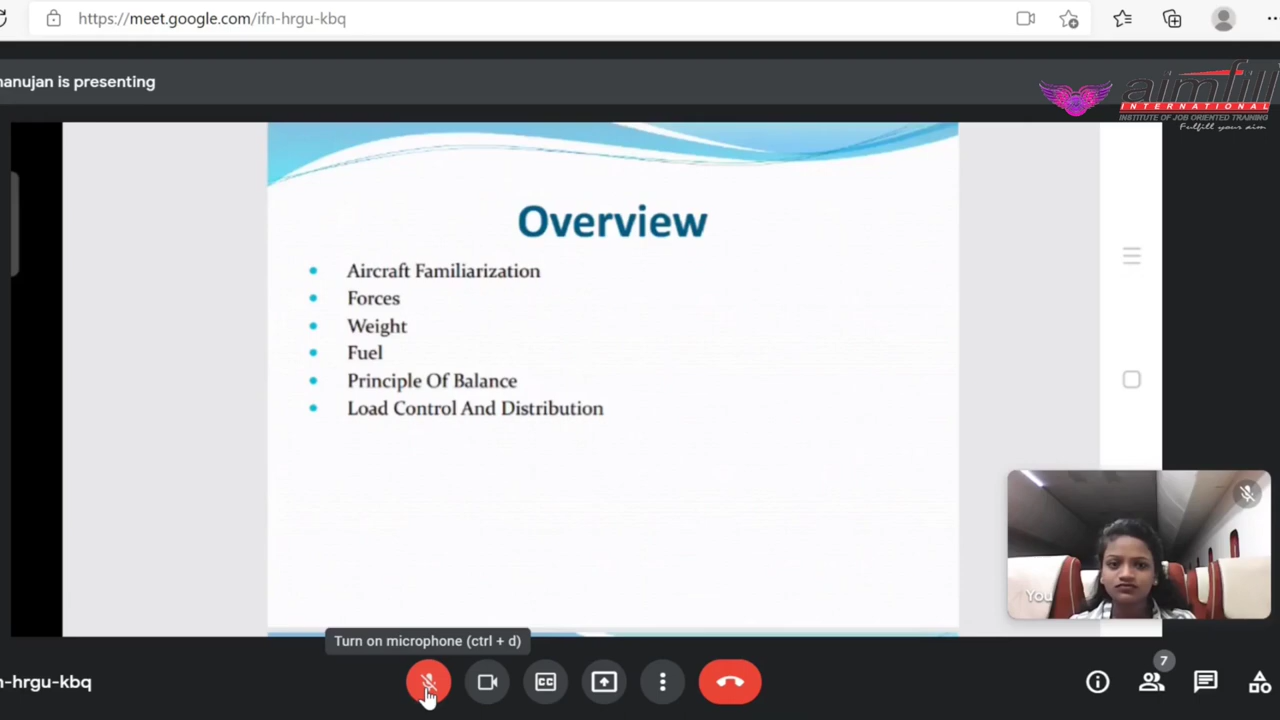 https://meet.google.com/ifn-hrgu-kbq
anujan is presenting
aimfill
INTERNATIONAL
INSTITUTE OF JOB ORIENTED TRAINING
Fulfill your aim
Overview
• Aircraft Familiarization
• Forces
• Weight
• Fuel
• Principle Of Balance
• Load Control And Distribution
You
Turn on microphone (ctrl + d)
n-hrgu-kbq
CC
7